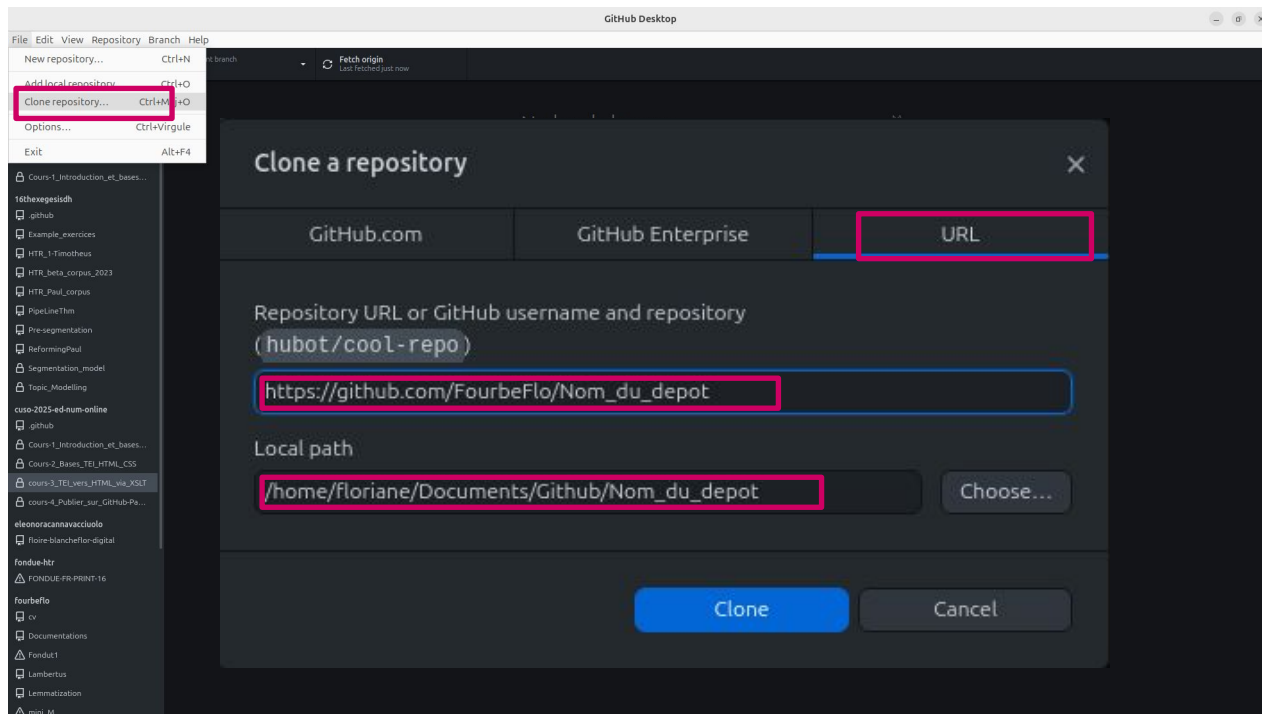 GitHub Desktop
File Edit View Repository Branch Help
New repository... Ctrl+N
Add local repository... Ctrl+O
Clone repository... Ctrl+Maj+O
Options... Ctrl+Virgule
Exit Alt+F4
nt branch
Fetch origin
Last fetched just now
Cours-1_Introduction_et_bases...
16thexegesisdh
.github
Example_exercices
HTR_1-Timotheus
HTR_beta_corpus_2023
HTR_Paul_corpus
PipeLineThm
Pre-segmentation
ReformingPaul
Segmentation_model
Topic_Modelling
cuso-2025-ed-num-online
.github
Cours-1_Introduction_et_bases...
Cours-2_Bases_TEI_HTML_CSS
cours-3_TEI_vers_HTML_via_XSLT
cours-4_Publier_sur_GitHub-Pa...
eleonoracannavacciuolo
floire-blancheflor-digital
fondue-htr
FONDUE-FR-PRINT-16
fourbeflo
cv
Documentations
Fondut1
Lambertus
Lemmatization
mini_M
Clone a repository
GitHub.com GitHub Enterprise URL
Repository URL or GitHub username and repository
(hubot/cool-repo)
https://github.com/FourbeFlo/Nom_du_depot
Local path
/home/floriane/Documents/Github/Nom_du_depot Choose...
Clone Cancel